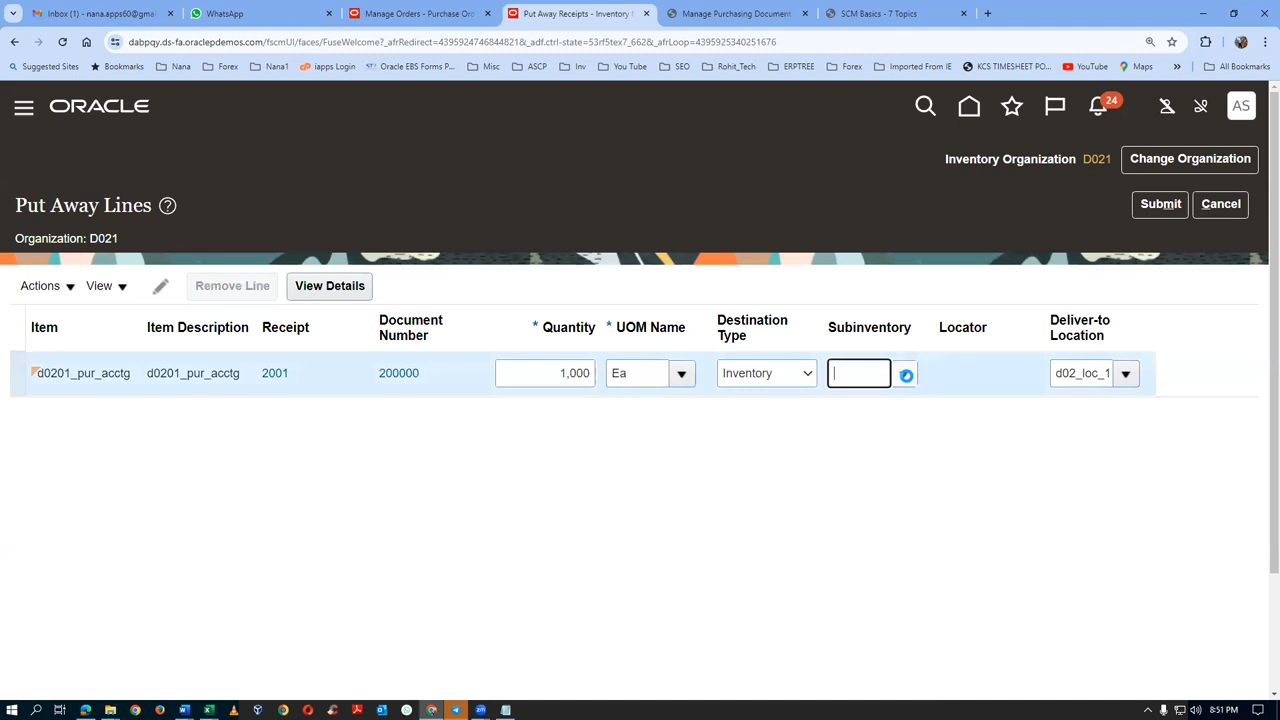 Inbox (1) - nana.apps60@gmai
WhatsApp
Manage Orders - Purchase Ord
Put Away Receipts - Inventory M
Manage Purchasing Document
SCM Basics - 7 Topics
dabpqy.ds-fa.oraclepdemos.com/fscmUI/faces/FuseWelcome?_afrRedirect=4395924746844821&_adf.ctrl-state=53rf5tex7_662&_afrLoop=4395925340251676
Suggested Sites
Bookmarks
Nana
Forex
Nana1
iapps Login
Oracle EBS Forms P...
Misc
ASCP
Inv
You Tube
SEO
Rohit_Tech
ERPTREE
Forex
Imported From IE
KCS TIMESHEET PO...
YouTube
Maps
All Bookmarks
ORACLE
24
AS
Inventory Organization D021
Change Organization
Put Away Lines
Submit
Cancel
Organization: D021
Actions
View
Remove Line
View Details
Item
Item Description
Receipt
Document Number
* Quantity
* UOM Name
Destination Type
Subinventory
Locator
Deliver-to Location
d0201_pur_acctg
d0201_pur_acctg
2001
200000
1,000
Ea
Inventory
d02_loc_1
8:51 PM